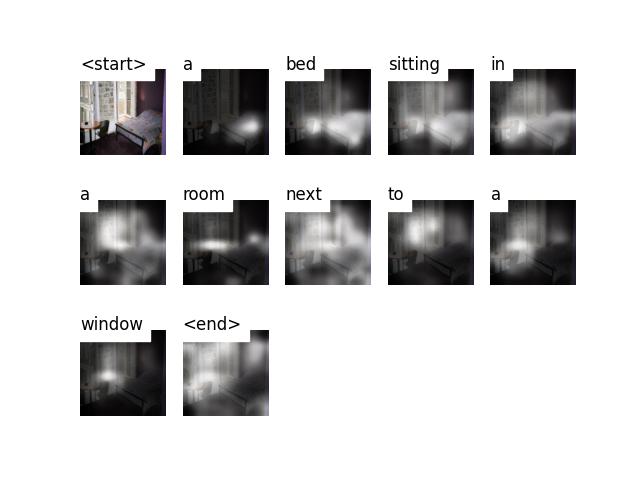 <start> a bed sitting in
a room next to a
window <end>